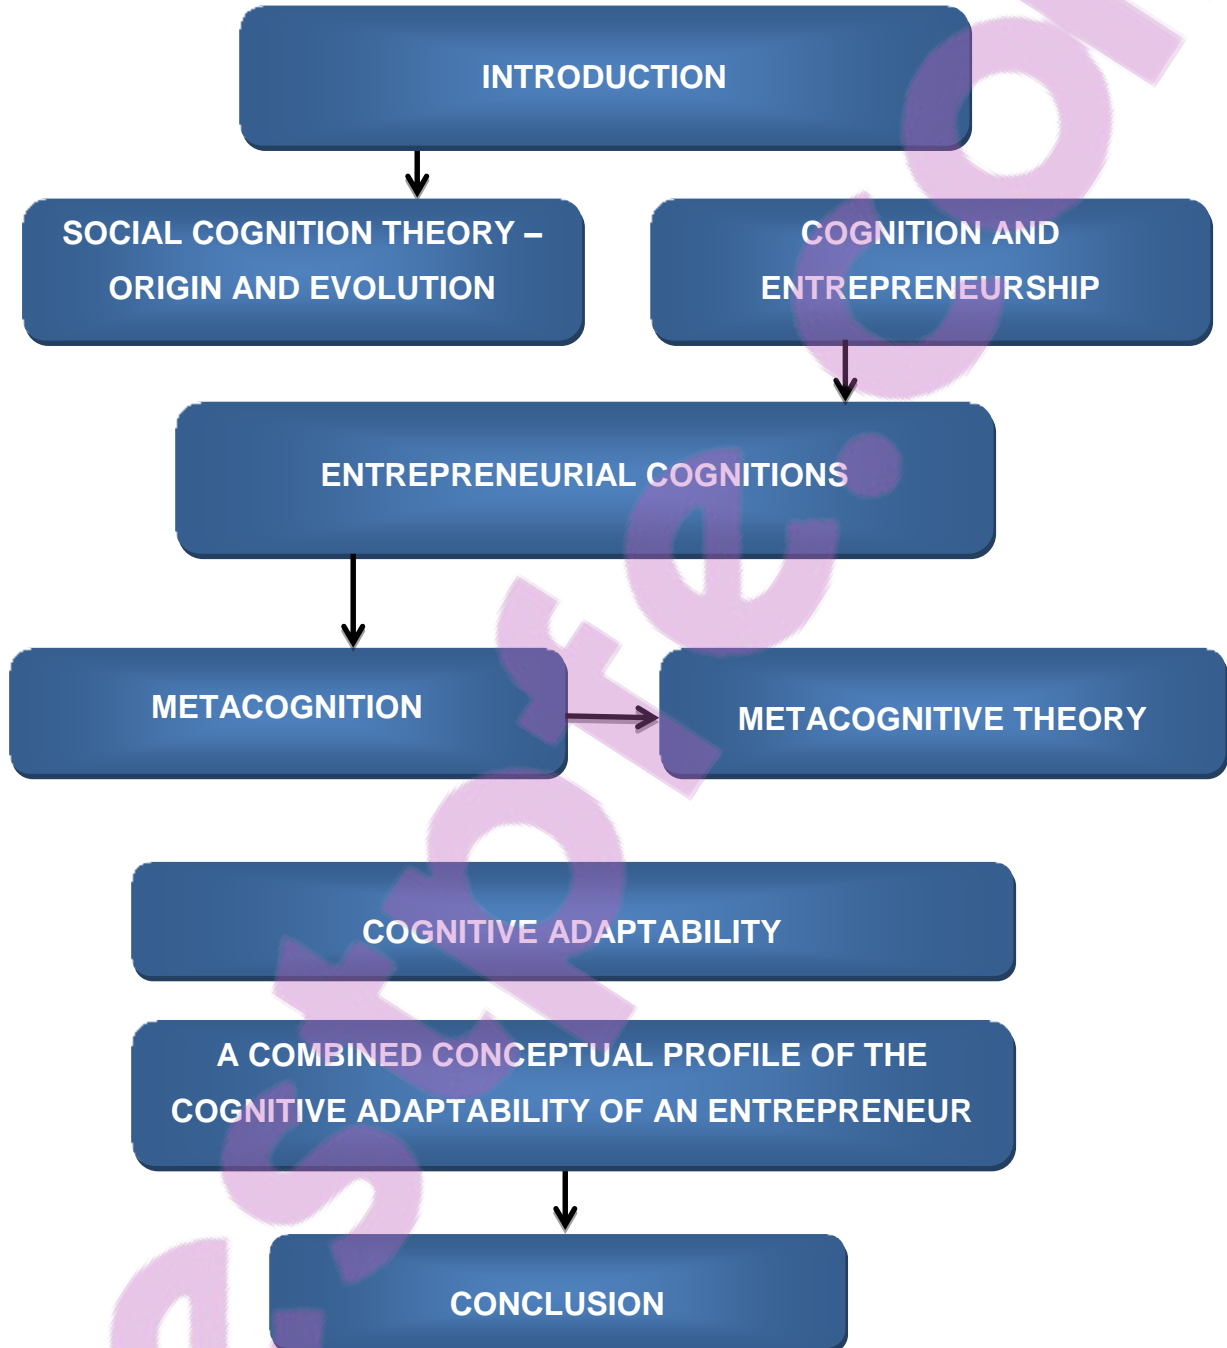 INTRODUCTION
SOCIAL COGNITION THEORY –
ORIGIN AND EVOLUTION
COGNITION AND
ENTREPRENEURSHIP
ENTREPRENEURIAL COGNITIONS
METACOGNITION
METACOGNITIVE THEORY
COGNITIVE ADAPTABILITY
A COMBINED CONCEPTUAL PROFILE OF THE
COGNITIVE ADAPTABILITY OF AN ENTREPRENEUR
CONCLUSION